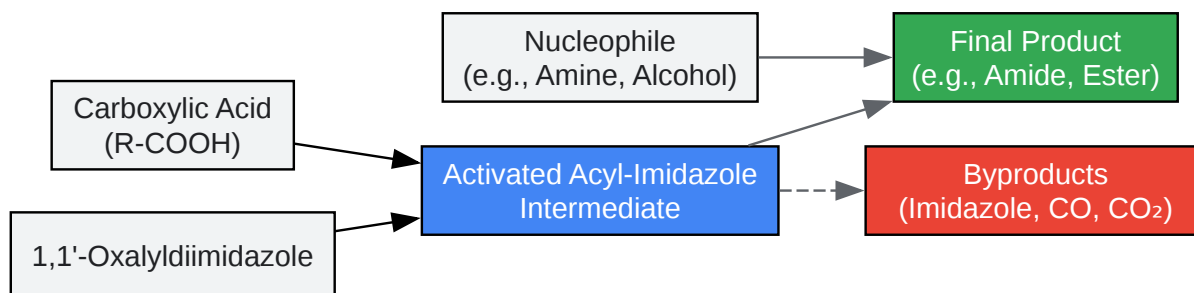 Nucleophile
(e.g., Amine, Alcohol)
Final Product
(e.g., Amide, Ester)
Carboxylic Acid
(R-COOH)
Activated Acyl-Imidazole
Intermediate
Byproducts
(Imidazole, CO, CO₂)
1,1'-Oxalyldiimidazole